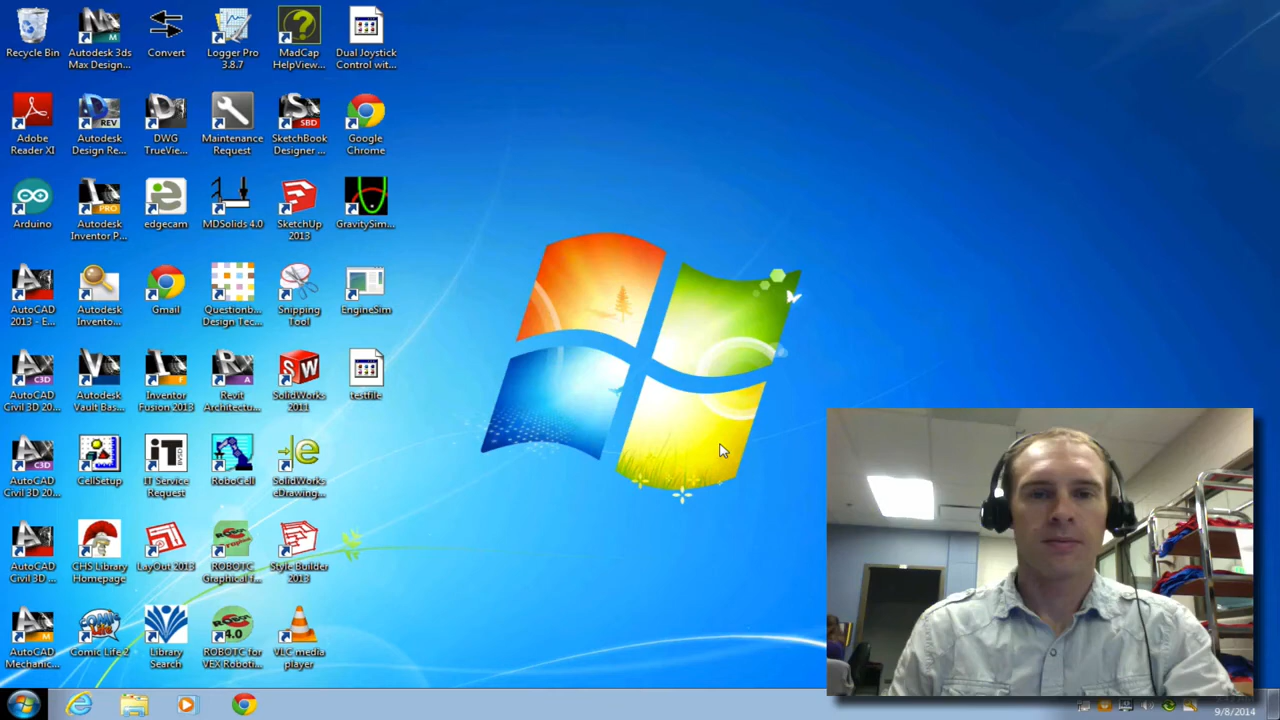 Recycle Bin
Autodesk 3ds
Max Design...
Convert
Logger Pro
3.8.7
MadCap
HelpView...
Dual Joystick
Control wit...
Adobe
Reader XI
Autodesk
Design Re...
DWG
TrueVie...
Maintenance
Request
SketchBook
Designer ...
Google
Chrome
Arduino
Autodesk
Inventor P...
edgecam
MDSolids 4.0
SketchUp
2013
GravitySim...
AutoCAD
2013 - E...
Autodesk
Invento...
Gmail
Questionb...
Design Tec...
Snipping
Tool
EngineSim
AutoCAD
Civil 3D 20...
Autodesk
Vault Bas...
Inventor
Fusion 2013
Revit
Architectu...
SolidWorks
2011
testfile
AutoCAD
Civil 3D 20...
CellSetup
IT Service
Request
RoboCell
SolidWorks
eDrawing...
AutoCAD
Civil 3D ...
CHS Library
Homepage
LayOut 2013
ROBOTC
Graphical f...
Style Builder
2013
AutoCAD
Mechanic...
Comic Life 2
Library
Search
ROBOTC for
VEX Roboti...
VLC media
player
9/8/2014